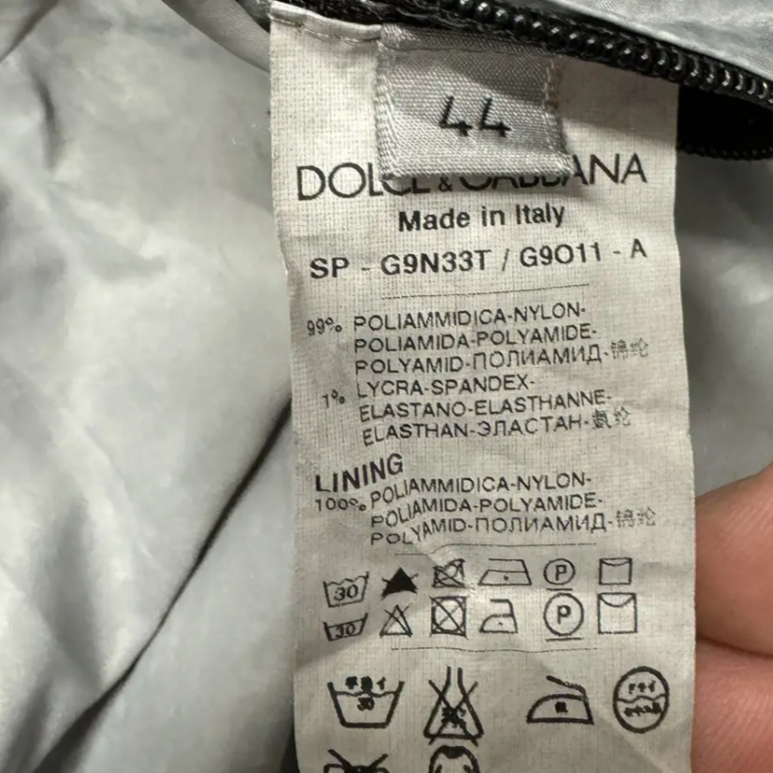 44
DOLCE & GABBANA
Made in Italy
SP - G9N33T / G9O11 - A
99% POLIAMMIDICA-NYLON-
POLIAMIDA-POLYAMIDE-
POLYAMID-ПОЛИАМИД-锦纶
1% LYCRA-SPANDEX-
ELASTANO-ELASTHANNE-
ELASTHAN-ЭЛАСТАН-氨纶
LINING
100% POLIAMMIDICA-NYLON-
POLIAMIDA-POLYAMIDE-
POLYAMID-ПОЛИАМИД-锦纶
30 P
30 P
30